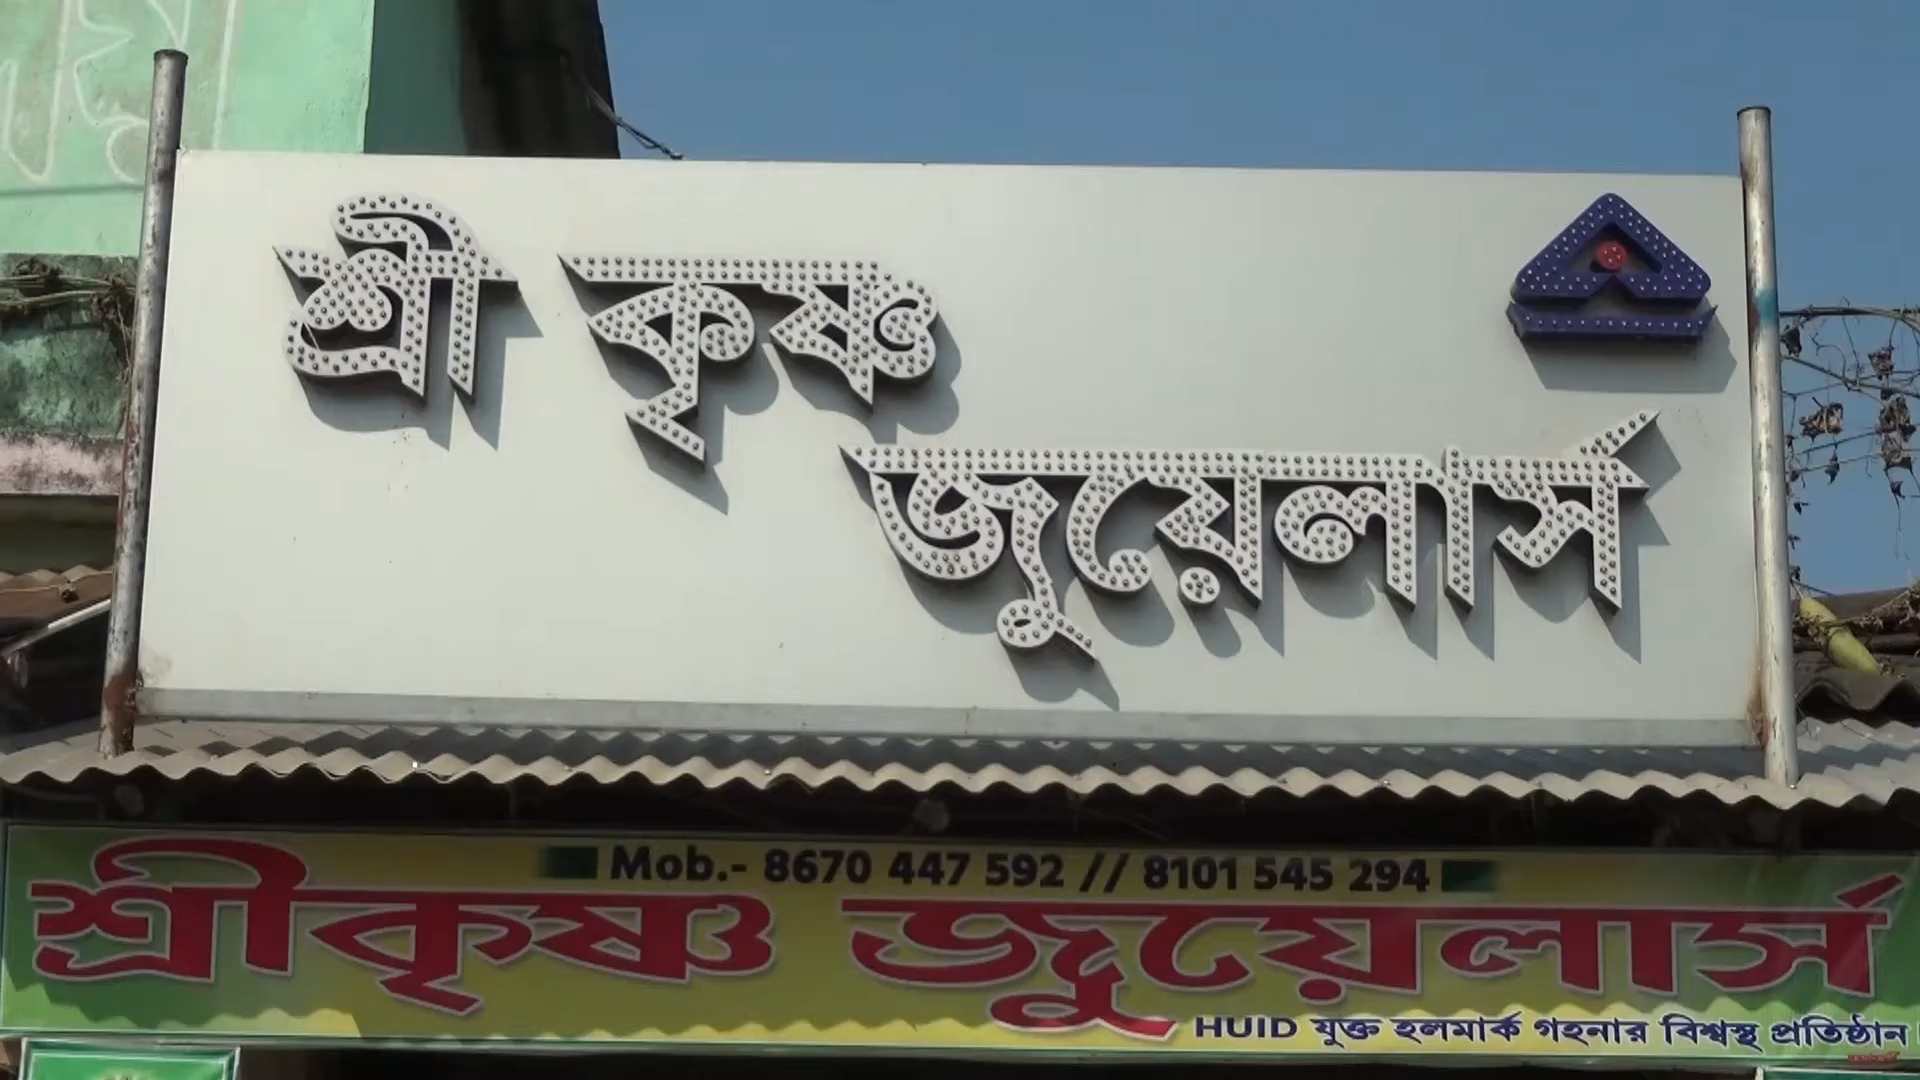 শ্রী কৃষ্ণ
জুয়েলার্স
Mob.- 8670 447 592 // 8101 545 294
শ্রীকৃষ্ণ জুয়েলার্স
HUID যুক্ত হলমার্ক গহনার বিশ্বস্থ প্রতিষ্ঠান